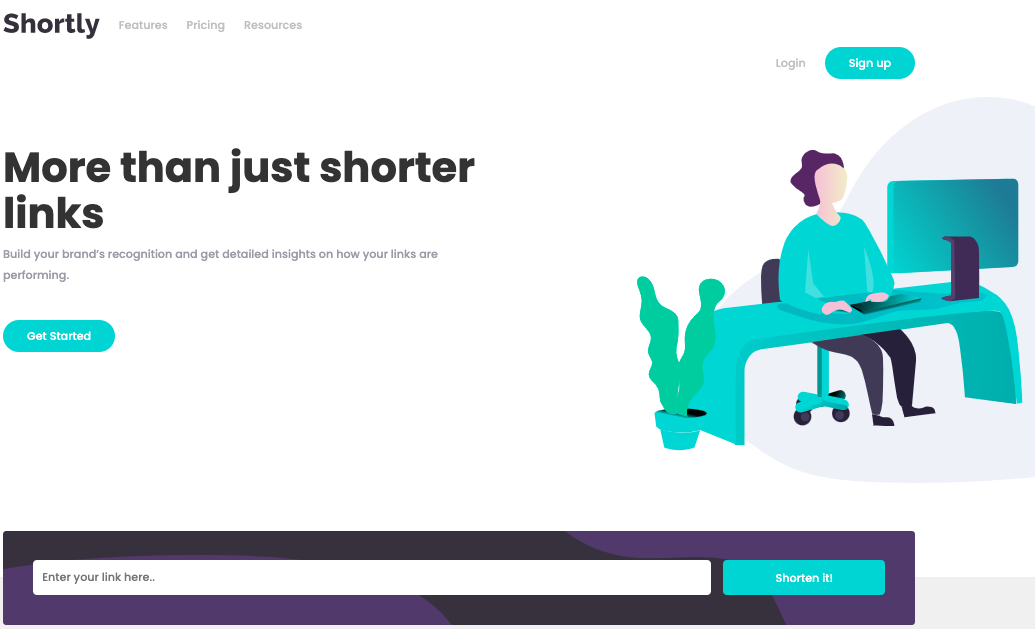 Shortly Features Pricing Resources
Login Sign up
More than just shorter
links
Build your brand’s recognition and get detailed insights on how your links are
performing.
Get Started
Enter your link here.. Shorten it!